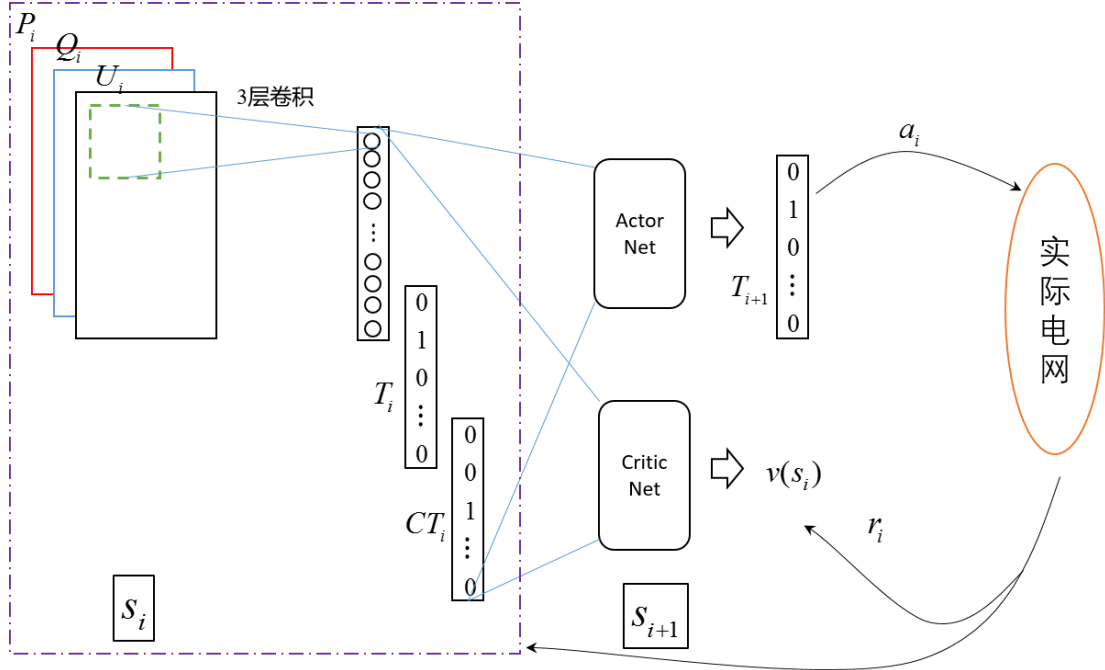 P_i
Q_i
U_i
3层卷积
⋮
0
1
0
⋮
0
T_i
0
0
1
⋮
0
CT_i
s_i
Actor
Net
Critic
Net
0
1
0
⋮
0
T_{i+1}
a_i
实
际
电
网
v(s_i)
r_i
s_{i+1}